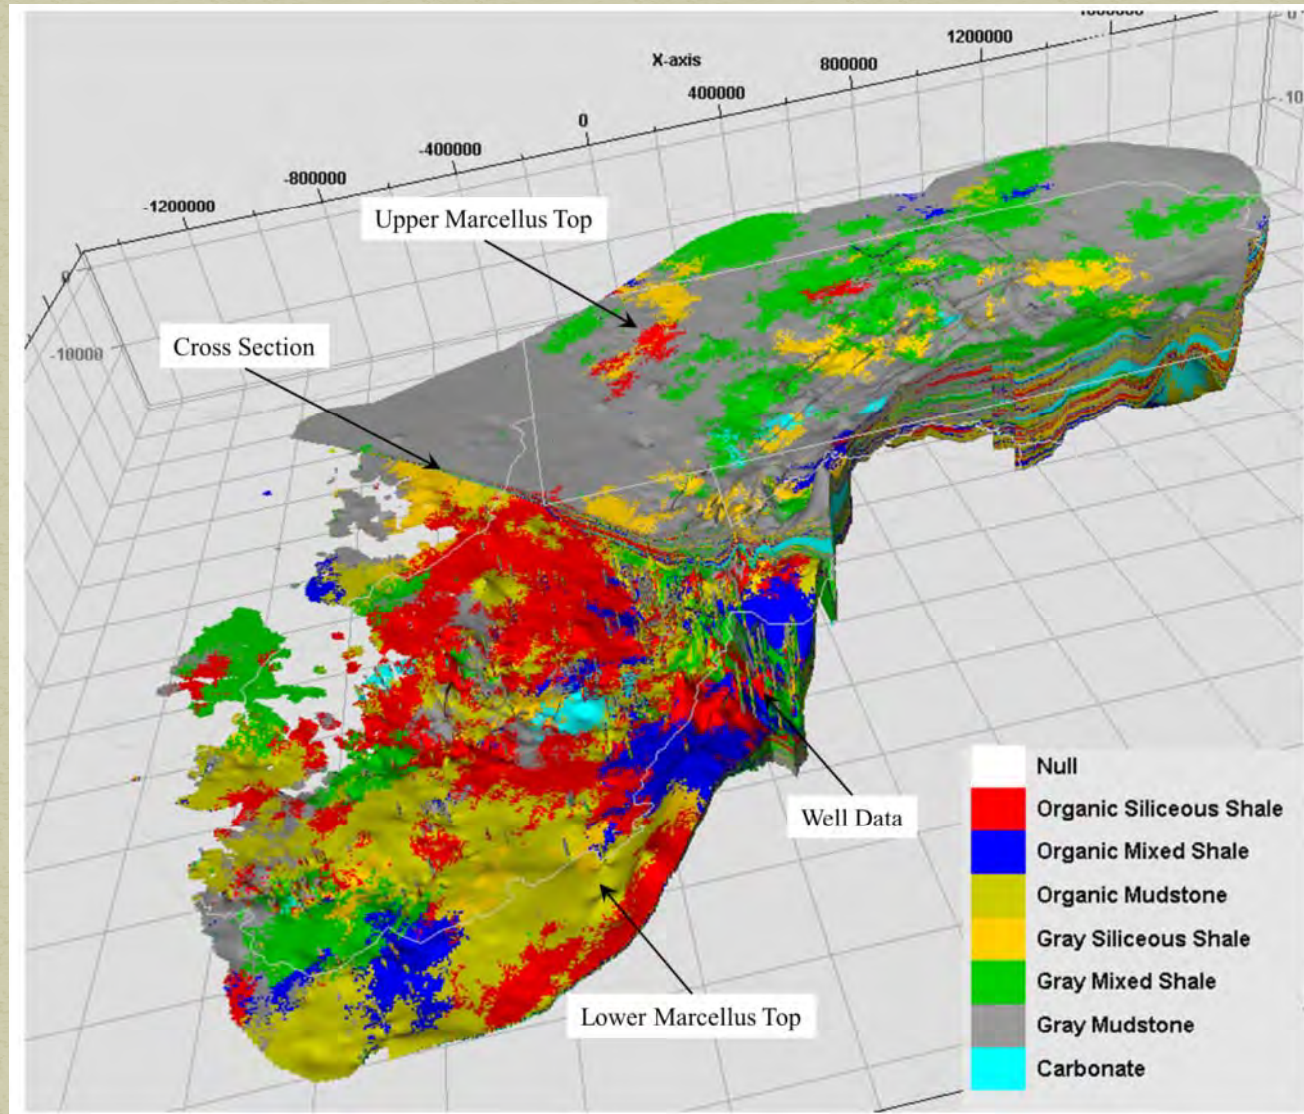 1200000
X-axis
800000
400000
0
-400000
-800000
-1200000
Upper Marcellus Top
0
-10000
Cross Section
Well Data
Lower Marcellus Top
Null
Organic Siliceous Shale
Organic Mixed Shale
Organic Mudstone
Gray Siliceous Shale
Gray Mixed Shale
Gray Mudstone
Carbonate